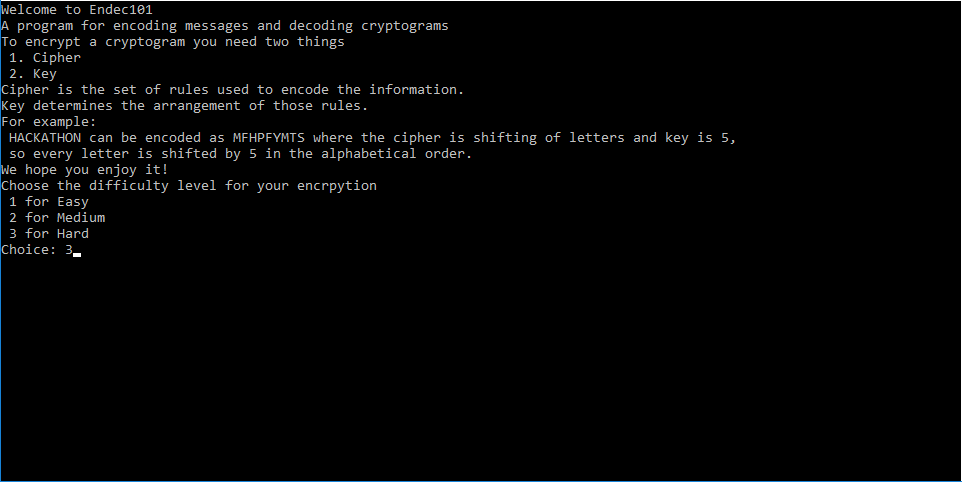 Welcome to Endec101
A program for encoding messages and decoding cryptograms
To encrypt a cryptogram you need two things
 1. Cipher
 2. Key
Cipher is the set of rules used to encode the information.
Key determines the arrangement of those rules.
For example:
 HACKATHON can be encoded as MFHPFYMTS where the cipher is shifting of letters and key is 5,
 so every letter is shifted by 5 in the alphabetical order.
We hope you enjoy it!
Choose the difficulty level for your encrpytion
 1 for Easy
 2 for Medium
 3 for Hard
Choice: 3